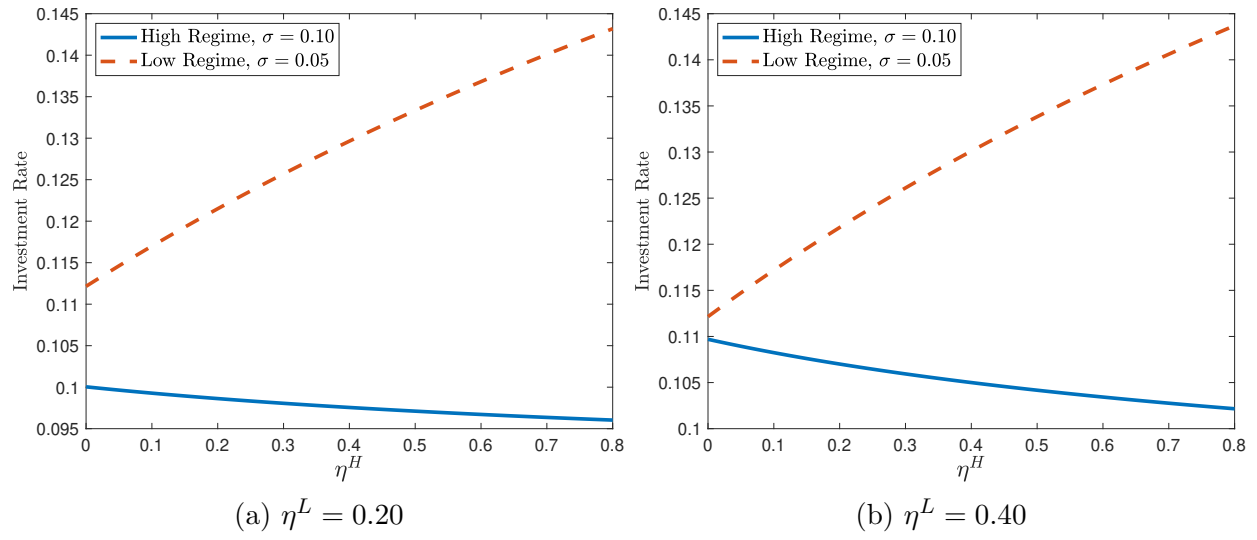 High Regime, σ = 0.10
Low Regime, σ = 0.05
Investment Rate
0.145
0.14
0.135
0.13
0.125
0.12
0.115
0.11
0.105
0.1
0.095
0 0.1 0.2 0.3 0.4 0.5 0.6 0.7 0.8
η^H
(a) η^L = 0.20
High Regime, σ = 0.10
Low Regime, σ = 0.05
Investment Rate
0.145
0.14
0.135
0.13
0.125
0.12
0.115
0.11
0.105
0.1
0 0.1 0.2 0.3 0.4 0.5 0.6 0.7 0.8
η^H
(b) η^L = 0.40